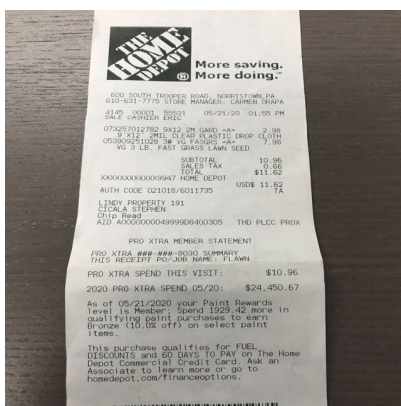 THE
HOME
DEPOT
®
More saving.
More doing.™
600 SOUTH TROOPER ROAD, NORRISTOWN,PA
610-631-7775 STORE MANAGER: CARMEN ORAPA
4145 00001 55531 05/21/20 01:55 PM
SALE CASHIER ERIC
073257012782 9X12 2M GARD <A> 2.98
9'X12' 2MIL CLEAR PLASTIC DROP CLOTH
053909251028 3# VG FASGRS <A> 7.98
VG 3 LB. FAST GRASS LAWN SEED
SUBTOTAL 10.96
SALES TAX 0.66
TOTAL $11.62
XXXXXXXXXXXX9947 HOME DEPOT
USD$ 11.62
AUTH CODE 021018/6011735 TA
LINDY PROPERTY 191
CICALA STEPHEN
Chip Read
AID A0000000049999D8400305 THD PLCC PROX
PRO XTRA MEMBER STATEMENT
PRO XTRA ###-###-8030 SUMMARY
THIS RECEIPT PO/JOB NAME: FLAWN
PRO XTRA SPEND THIS VISIT: $10.96
2020 PRO XTRA SPEND 05/20: $24,450.67
As of 05/21/2020 your Paint Rewards
level is Member; Spend 1929.42 more in
qualifying paint purchases to earn
Bronze (10.0% off) on select paint
items.
This purchase qualifies for FUEL
DISCOUNTS and 60 DAYS TO PAY on The Home
Depot Commercial Credit Card. Ask an
Associate to learn more or go to
homedepot.com/financeoptions.